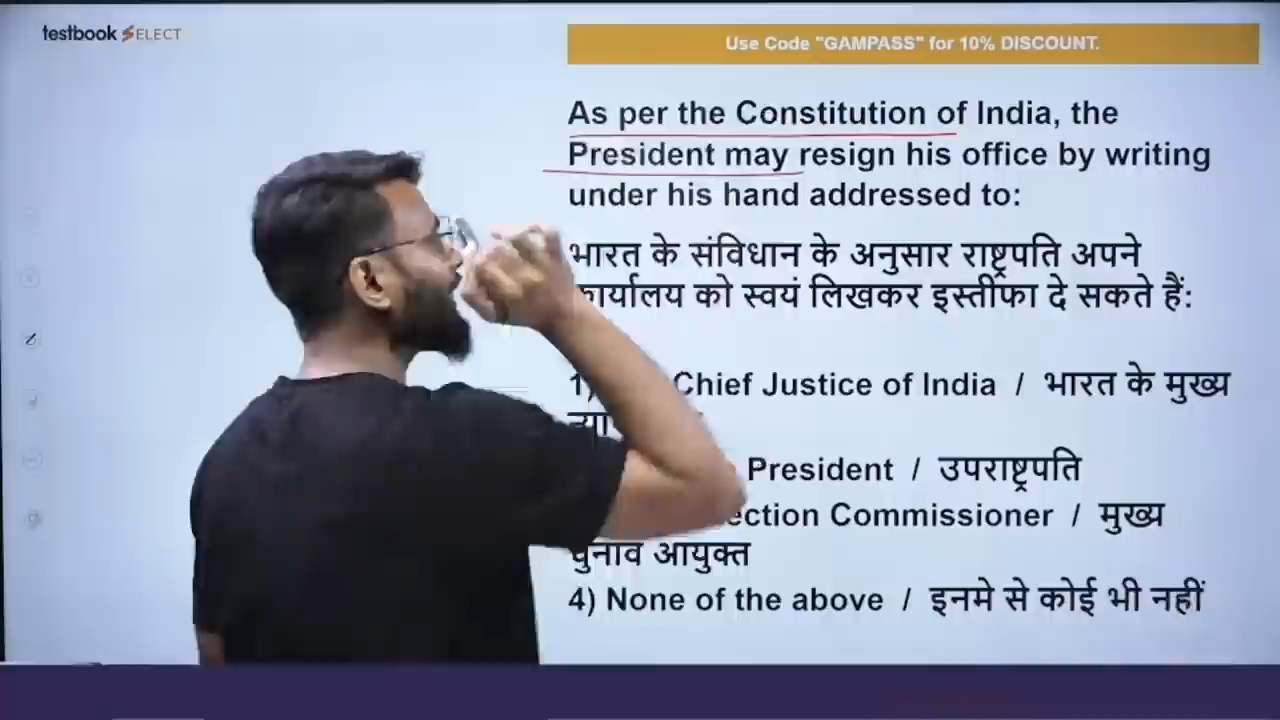 testbook SELECT
Use Code "GAMPASS" for 10% DISCOUNT.
As per the Constitution of India, the
President may resign his office by writing
under his hand addressed to:
भारत के संविधान के अनुसार राष्ट्रपति अपने
कार्यालय को स्वयं लिखकर इस्तीफा दे सकते हैं:
1) Chief Justice of India / भारत के मुख्य
President / उपराष्ट्रपति
Commissioner / मुख्य
चुनाव आयुक्त
4) None of the above / इनमे से कोई भी नहीं